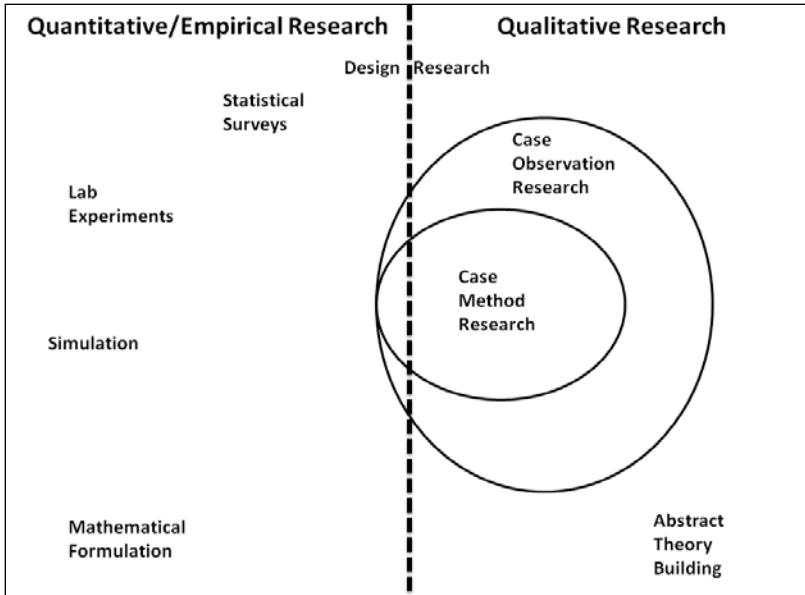 Quantitative/Empirical Research
Qualitative Research
Design Research
Statistical
Surveys
Case
Observation
Research
Lab
Experiments
Case
Method
Research
Simulation
Mathematical
Formulation
Abstract
Theory
Building